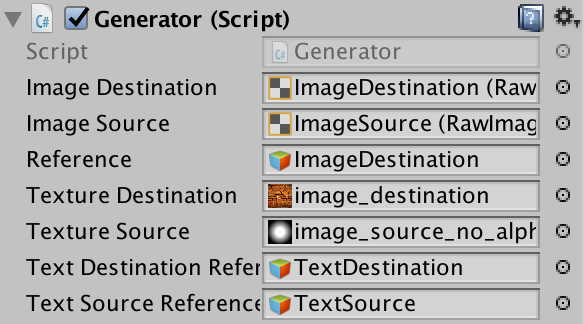 C# Generator (Script)
Script C# Generator
Image Destination ImageDestination (Raw
Image Source ImageSource (RawImag
Reference ImageDestination
Texture Destination image_destination
Texture Source image_source_no_alph
Text Destination Refer TextDestination
Text Source Reference TextSource